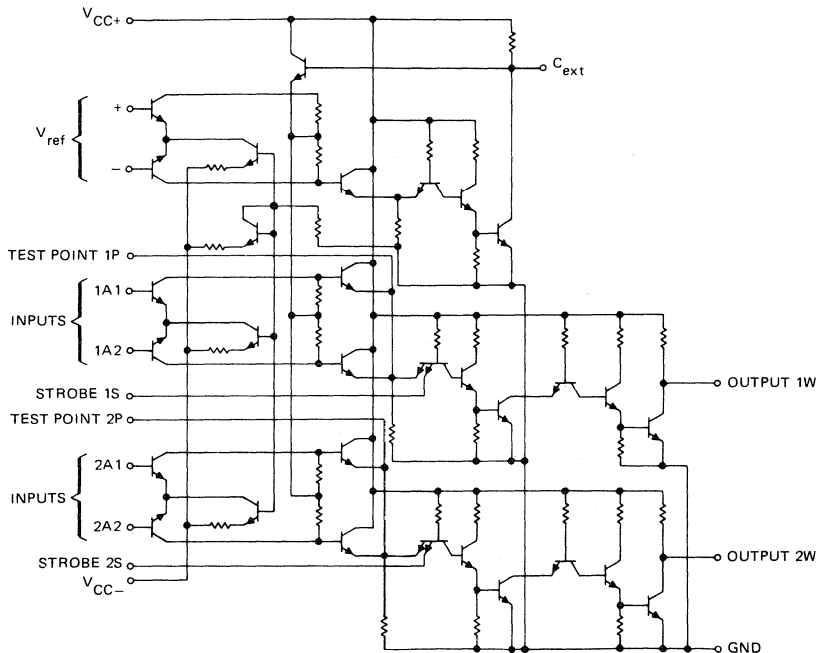 VCC+
Cext
+
Vref
−
TEST POINT 1P
1A1
INPUTS
1A2
OUTPUT 1W
STROBE 1S
TEST POINT 2P
2A1
INPUTS
2A2
OUTPUT 2W
STROBE 2S
VCC−
GND